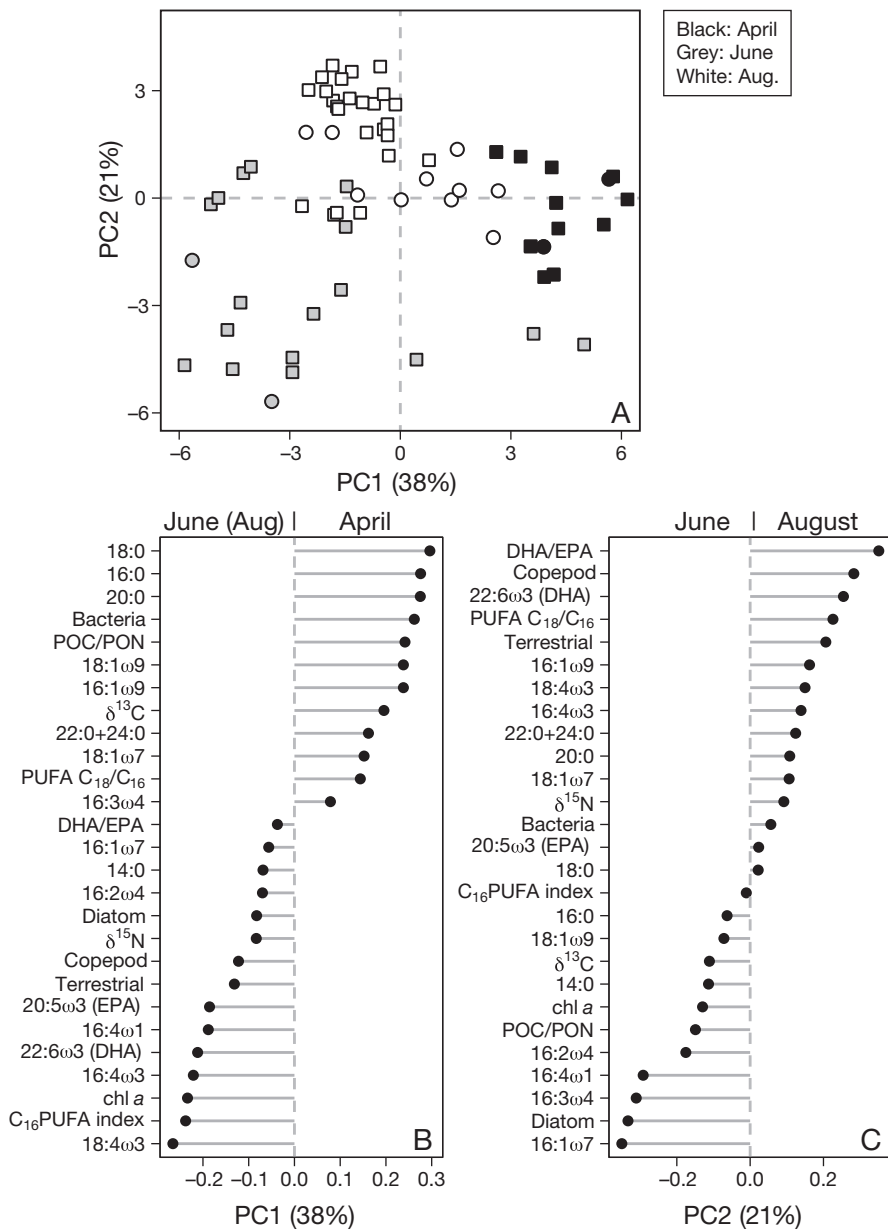 Black: April
Grey: June
White: Aug.
3
0
−3
−6
PC2 (21%)
A
−6 −3 0 3 6
PC1 (38%)
June (Aug) | April
18:0
16:0
20:0
Bacteria
POC/PON
18:1ω9
16:1ω9
δ¹³C
22:0+24:0
18:1ω7
PUFA C₁₈/C₁₆
16:3ω4
DHA/EPA
16:1ω7
14:0
16:2ω4
Diatom
δ¹⁵N
Copepod
Terrestrial
20:5ω3 (EPA)
16:4ω1
22:6ω3 (DHA)
16:4ω3
chl a
C₁₆PUFA index
18:4ω3
B
−0.2 −0.1 0.0 0.1 0.2 0.3
PC1 (38%)
June | August
DHA/EPA
Copepod
22:6ω3 (DHA)
PUFA C₁₈/C₁₆
Terrestrial
16:1ω9
18:4ω3
16:4ω3
22:0+24:0
20:0
18:1ω7
δ¹⁵N
Bacteria
20:5ω3 (EPA)
18:0
C₁₆PUFA index
16:0
18:1ω9
δ¹³C
14:0
chl a
POC/PON
16:2ω4
16:4ω1
16:3ω4
Diatom
16:1ω7
C
−0.2 0.0 0.2
PC2 (21%)